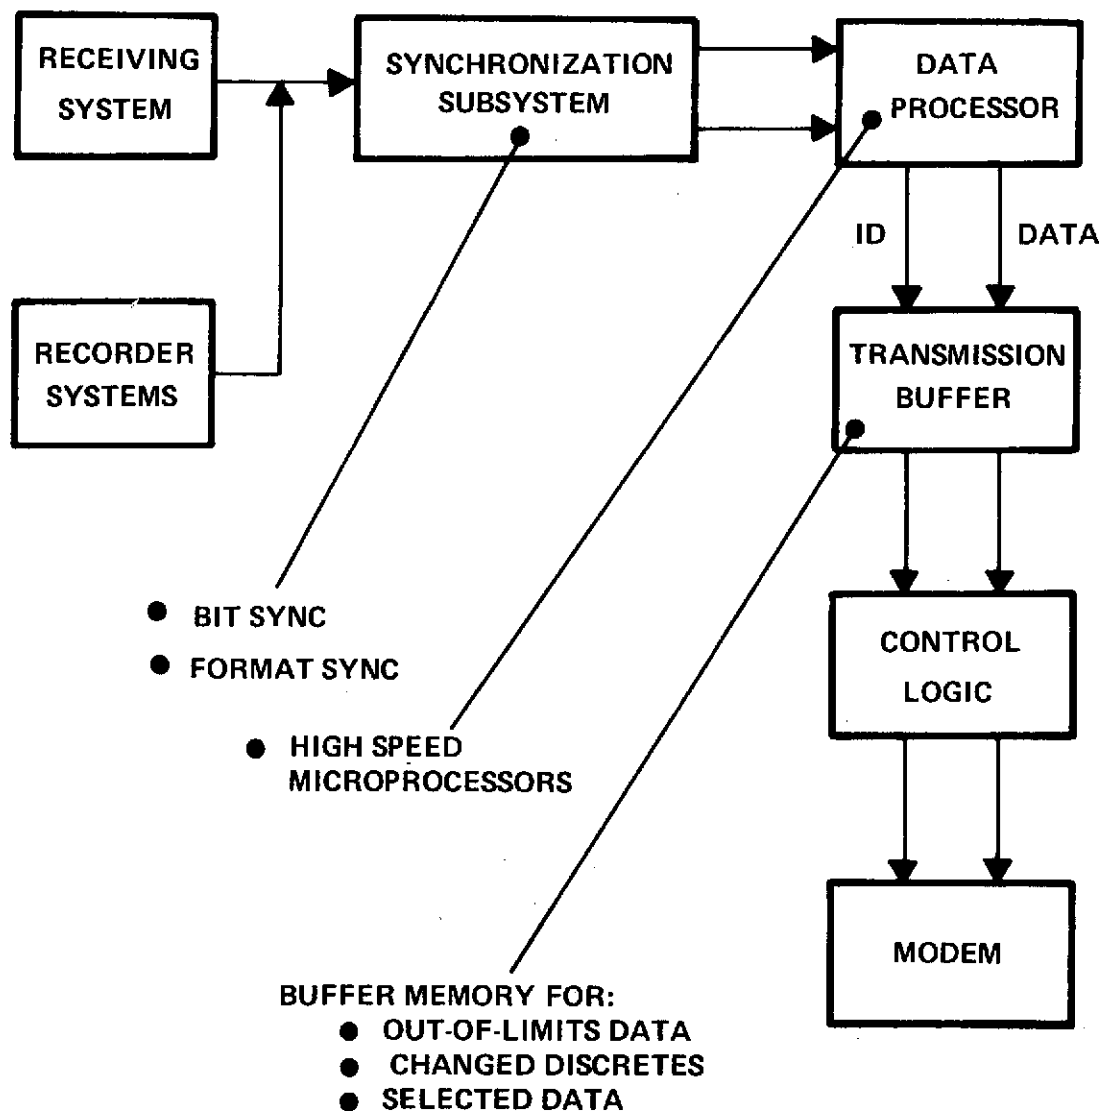 RECEIVING
SYSTEM
SYNCHRONIZATION
SUBSYSTEM
DATA
PROCESSOR
ID
DATA
RECORDER
SYSTEMS
TRANSMISSION
BUFFER
● BIT SYNC
● FORMAT SYNC
CONTROL
LOGIC
● HIGH SPEED
MICROPROCESSORS
MODEM
BUFFER MEMORY FOR:
● OUT-OF-LIMITS DATA
● CHANGED DISCRETES
● SELECTED DATA